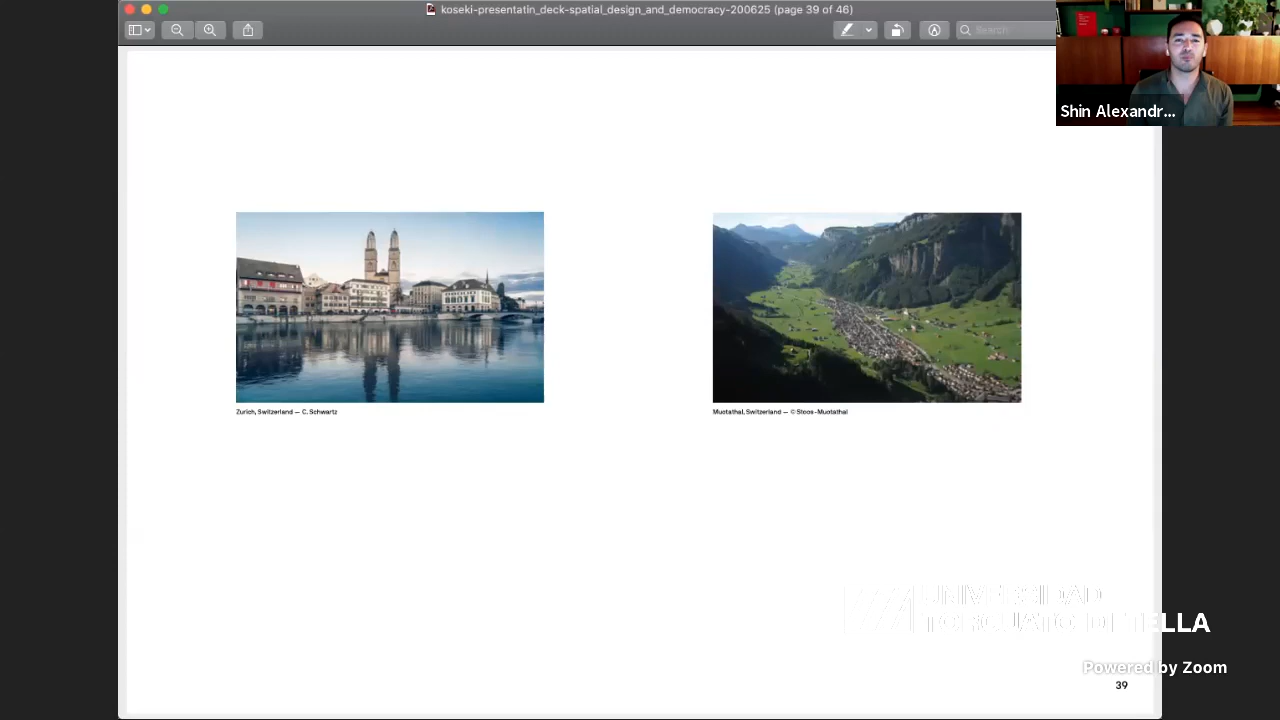 koseki-presentatin_deck-spatial_design_and_democracy-200625 (page 39 of 46)
Search
Shin Alexandr...
Zurich, Switzerland — C. Schwartz
Muotathal, Switzerland — © Stoos-Muotathal
UNIVERSIDAD
TORCUATO DI TELLA
Powered by Zoom
39